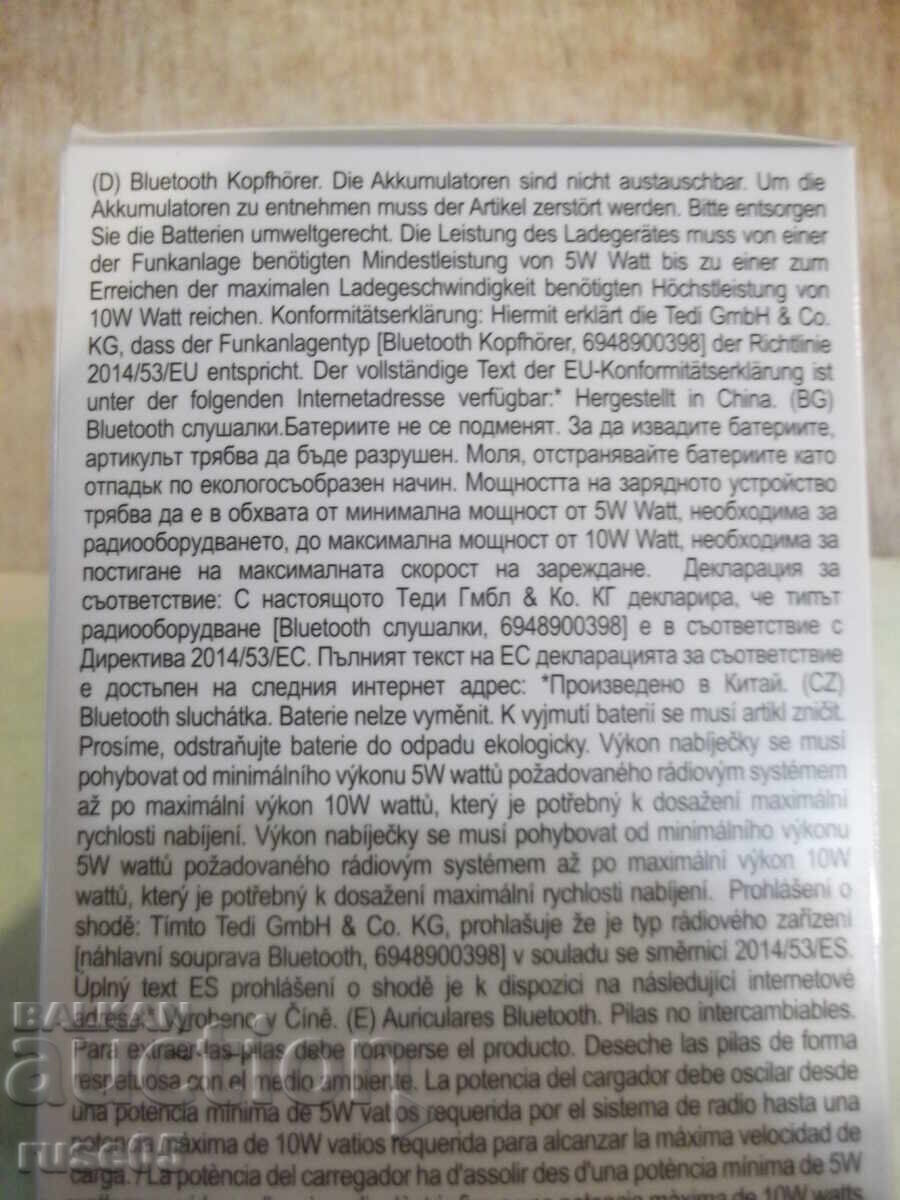 (D) Bluetooth Kopfhörer. Die Akkumulatoren sind nicht austauschbar. Um die
Akkumulatoren zu entnehmen muss der Artikel zerstört werden. Bitte entsorgen
Sie die Batterien umweltgerecht. Die Leistung des Ladegerätes muss von einer
der Funkanlage benötigten Mindestleistung von 5W Watt bis zu einer zum
Erreichen der maximalen Ladegeschwindigkeit benötigten Höchstleistung von
10W Watt reichen. Konformitätserklärung: Hiermit erklärt die Tedi GmbH & Co.
KG, dass der Funkanlagentyp [Bluetooth Kopfhörer, 6948900398] der Richtlinie
2014/53/EU entspricht. Der vollständige Text der EU-Konformitätserklärung ist
unter der folgenden Internetadresse verfügbar:* Hergestellt in China. (BG)
Bluetooth слушалки.Батериите не се подменят. За да извадите батериите,
артикулът трябва да бъде разрушен. Моля, отстранявайте батериите като
отпадък по екологосъобразен начин. Мощността на зарядното устройство
трябва да е в обхвата от минимална мощност от 5W Watt, необходима за
радиооборудването, до максимална мощност от 10W Watt, необходима за
постигане на максималната скорост на зареждане. Декларация за
съответствие: С настоящото Теди Гмбл & Ко. КГ декларира, че типът
радиооборудване [Bluetooth слушалки, 6948900398] е в съответствие с
Директива 2014/53/ЕС. Пълният текст на ЕС декларацията за съответствие
е достъпен на следния интернет адрес: *Произведено в Китай. (CZ)
Bluetooth sluchátka. Baterie nelze vyměnit. K vyjmutí baterií se musí artikl zničit.
Prosíme, odstraňujte baterie do odpadu ekologicky. Výkon nabíječky se musí
pohybovat od minimálního výkonu 5W wattů požadovaného rádiovým systémem
až po maximální výkon 10W wattů, který je potřebný k dosažení maximální
rychlosti nabíjení. Výkon nabíječky se musí pohybovat od minimálního výkonu
5W wattů požadovaného rádiovým systémem až po maximální výkon 10W
wattů, který je potřebný k dosažení maximální rychlosti nabíjení. Prohlášení o
shodě: Tímto Tedi GmbH & Co. KG, prohlašuje že je typ rádiového zařízení
[náhlavní souprava Bluetooth, 6948900398] v souladu se směrnicí 2014/53/ES.
Úplný text ES prohlášení o shodě je k dispozici na následující internetové
adrese:* Vyrobeno v Číně. (E) Auriculares Bluetooth. Pilas no intercambiables.
Para extraer las pilas debe romperse el producto. Deseche las pilas de forma
respetuosa con el medio ambiente. La potencia del cargador debe oscilar desde
una potencia mínima de 5W vatios requerida por el sistema de radio hasta una
potencia máxima de 10W vatios requerida para alcanzar la máxima velocidad de
carga. / La potència del carregador ha d'assolir des d'una potència mínima de 5W
BALKAN
auction
ruse65